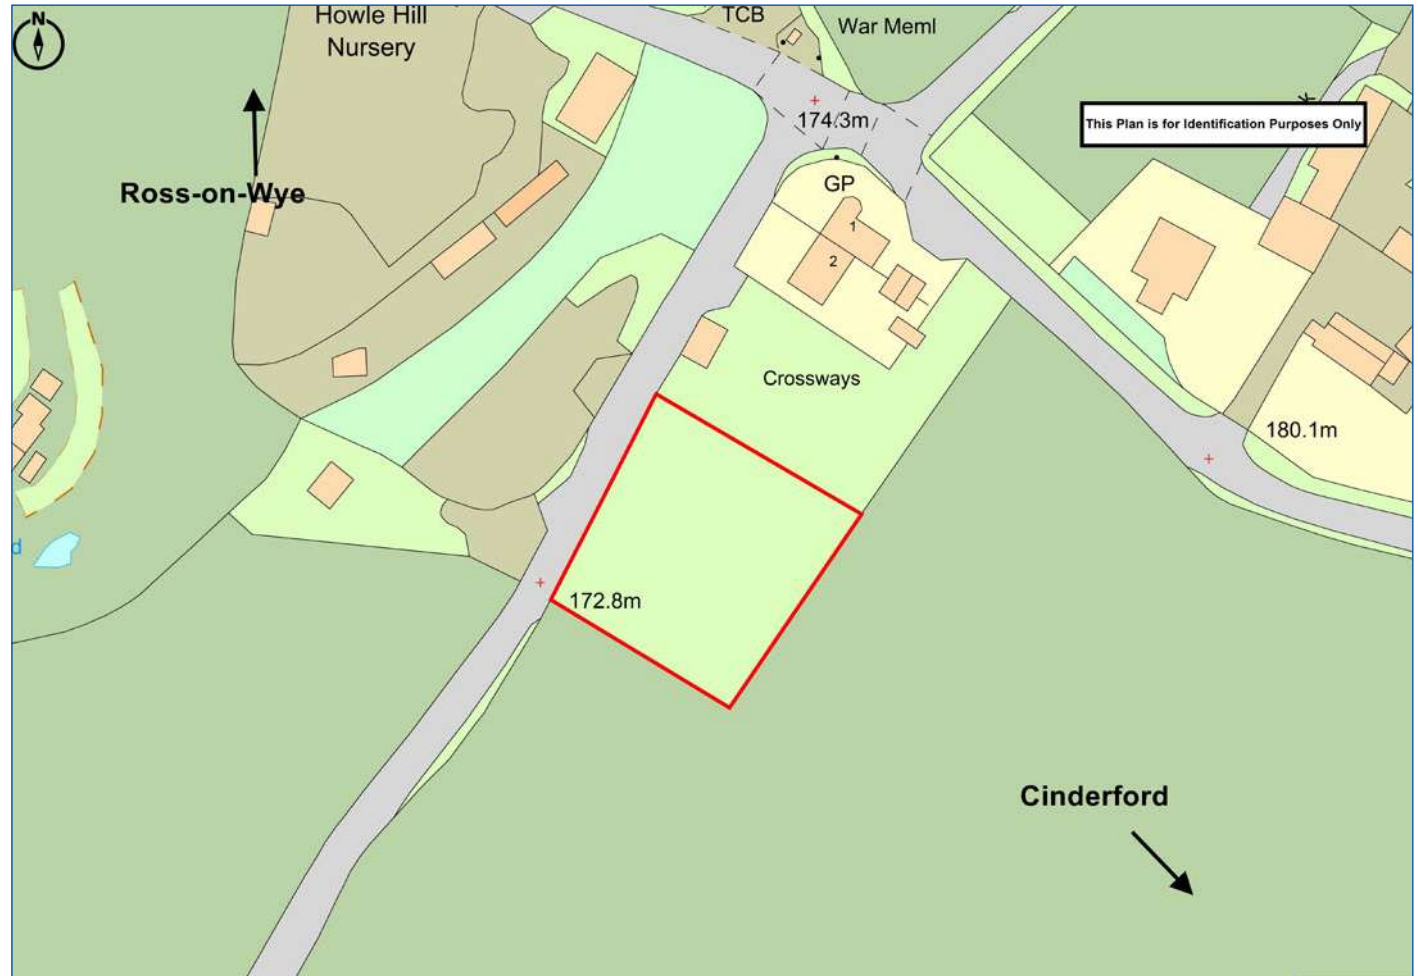 N
Howle Hill
Nursery
TCB
War Meml
174.3m
This Plan is for Identification Purposes Only
Ross-on-Wye
GP
1
2
Crossways
180.1m
172.8m
d
Cinderford